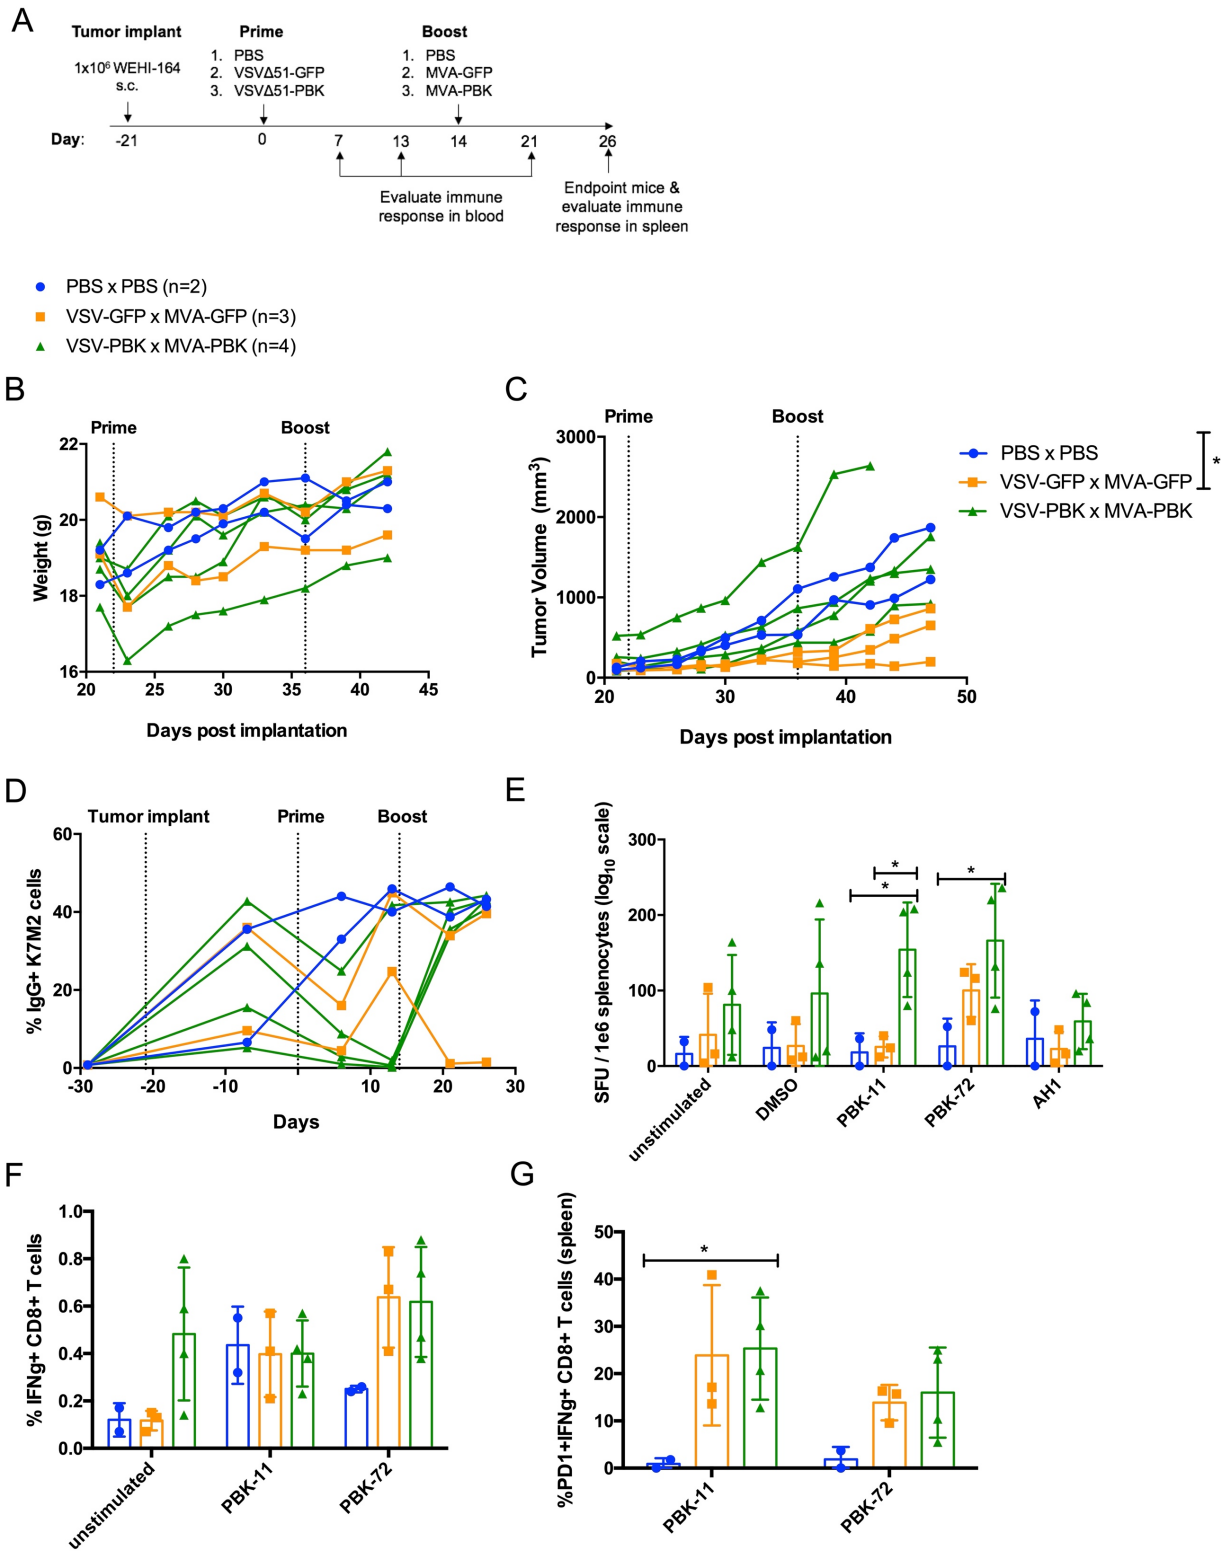 A
Tumor implant
1x10⁶ WEHI-164
s.c.
Prime
1. PBS
2. VSVΔ51-GFP
3. VSVΔ51-PBK
Boost
1. PBS
2. MVA-GFP
3. MVA-PBK
Day:
-21 0 7 13 14 21 26
Evaluate immune
response in blood
Endpoint mice &
evaluate immune
response in spleen
PBS x PBS (n=2)
VSV-GFP x MVA-GFP (n=3)
VSV-PBK x MVA-PBK (n=4)
B
Prime Boost
Weight (g)
22
20
18
16
20 25 30 35 40 45
Days post implantation
C
Prime Boost
Tumor Volume (mm³)
3000
2000
1000
0
20 30 40 50
Days post implantation
PBS x PBS
VSV-GFP x MVA-GFP
VSV-PBK x MVA-PBK
*
D
Tumor implant Prime Boost
% IgG+ K7M2 cells
60
40
20
0
-30 -20 -10 -0 10 20 30
Days
E
SFU / 1e6 splenocytes (log₁₀ scale)
300
200
100
0
*
*
*
unstimulated
DMSO
PBK-11
PBK-72
AH1
F
% IFNg+ CD8+ T cells
1.0
0.8
0.6
0.4
0.2
0.0
unstimulated
PBK-11
PBK-72
G
%PD1+IFNg+ CD8+ T cells (spleen)
50
40
30
20
10
0
*
PBK-11
PBK-72